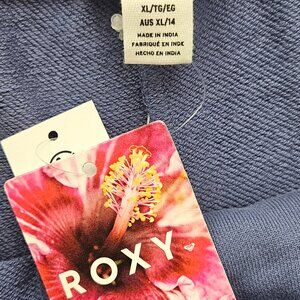 XL/TG/EG
AUS XL/14
MADE IN INDIA
FABRIQUÉ EN INDE
HECHO EN INDIA
ROXY